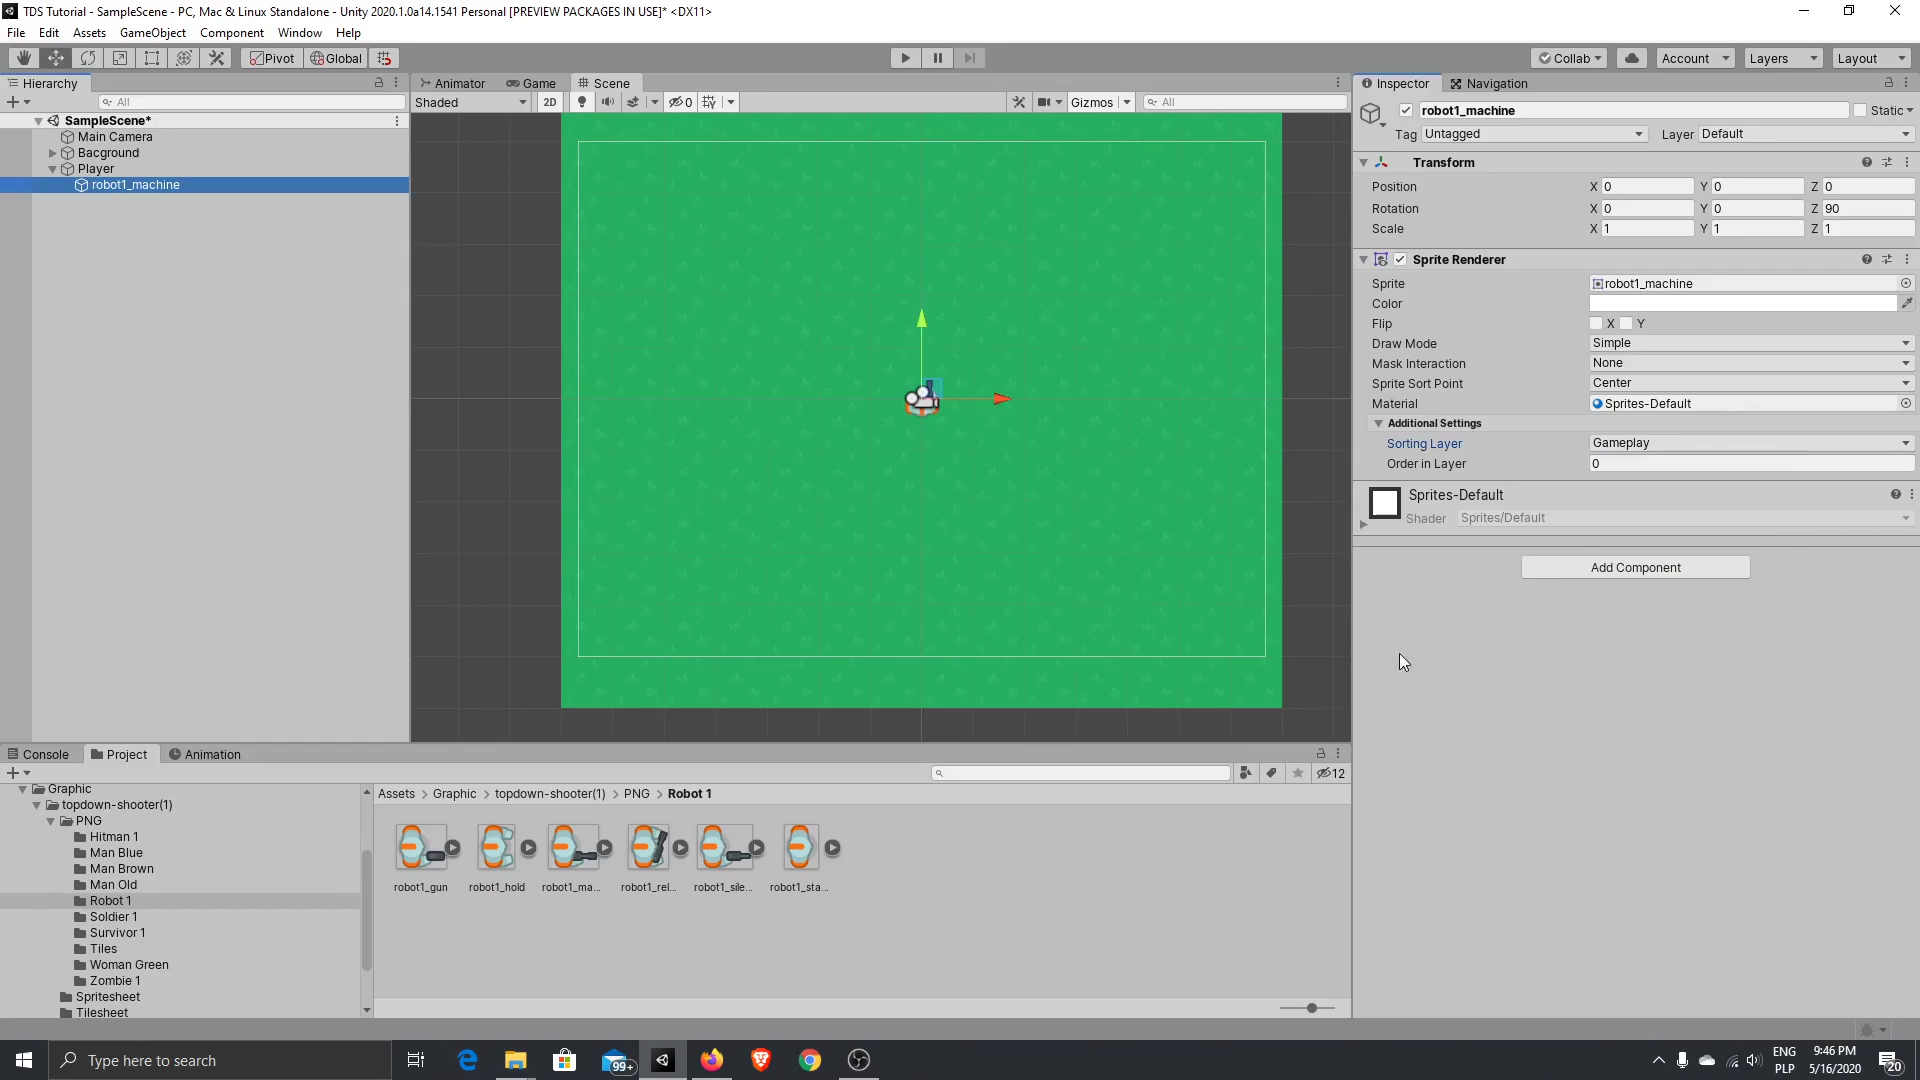 TDS Tutorial - SampleScene - PC, Mac & Linux Standalone - Unity 2020.1.0a14.1541 Personal [PREVIEW PACKAGES IN USE]* <DX11>
File Edit Assets GameObject Component Window Help
Pivot Global Collab Account Layers Layout
Hierarchy
All
SampleScene*
Main Camera
Bacground
Player
robot1_machine
Animator Game Scene
Shaded 2D 0 Gizmos All
Inspector Navigation
robot1_machine Static
Tag Untagged Layer Default
Transform
Position X 0 Y 0 Z 0
Rotation X 0 Y 0 Z 90
Scale X 1 Y 1 Z 1
Sprite Renderer
Sprite robot1_machine
Color
Flip X Y
Draw Mode Simple
Mask Interaction None
Sprite Sort Point Center
Material Sprites-Default
Additional Settings
Sorting Layer Gameplay
Order in Layer 0
Sprites-Default
Shader Sprites/Default
Add Component
Console Project Animation
12
Graphic
topdown-shooter(1)
PNG
Hitman 1
Man Blue
Man Brown
Man Old
Robot 1
Soldier 1
Survivor 1
Tiles
Woman Green
Zombie 1
Spritesheet
Tilesheet
Assets > Graphic > topdown-shooter(1) > PNG > Robot 1
robot1_gun robot1_hold robot1_ma... robot1_rel... robot1_sile... robot1_sta...
Type here to search
99+
ENG
PLP
9:46 PM
5/16/2020
20